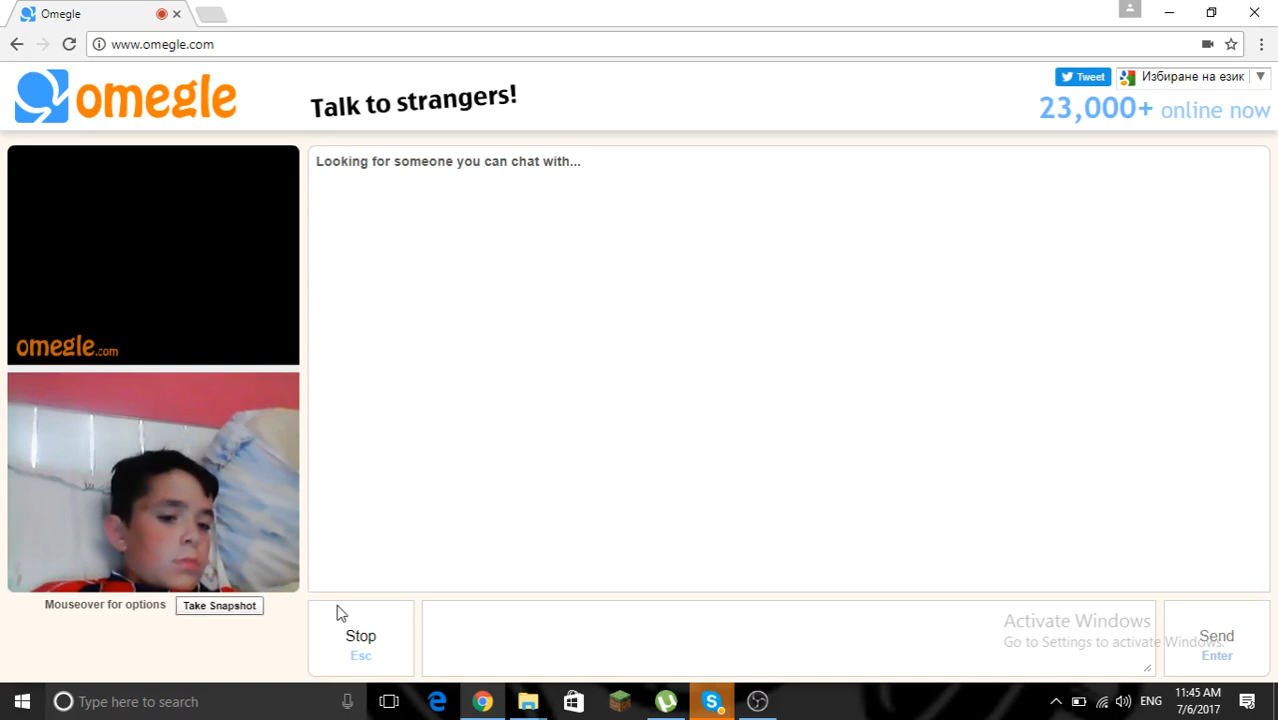 Omegle
www.omegle.com
omegle
Talk to strangers!
Tweet
Избиране на език
23,000+ online now
Looking for someone you can chat with...
omegle.com
Mouseover for options
Take Snapshot
Stop
Esc
Activate Windows
Go to Settings to activate Windows.
Send
Enter
Type here to search
ENG
11:45 AM
7/6/2017